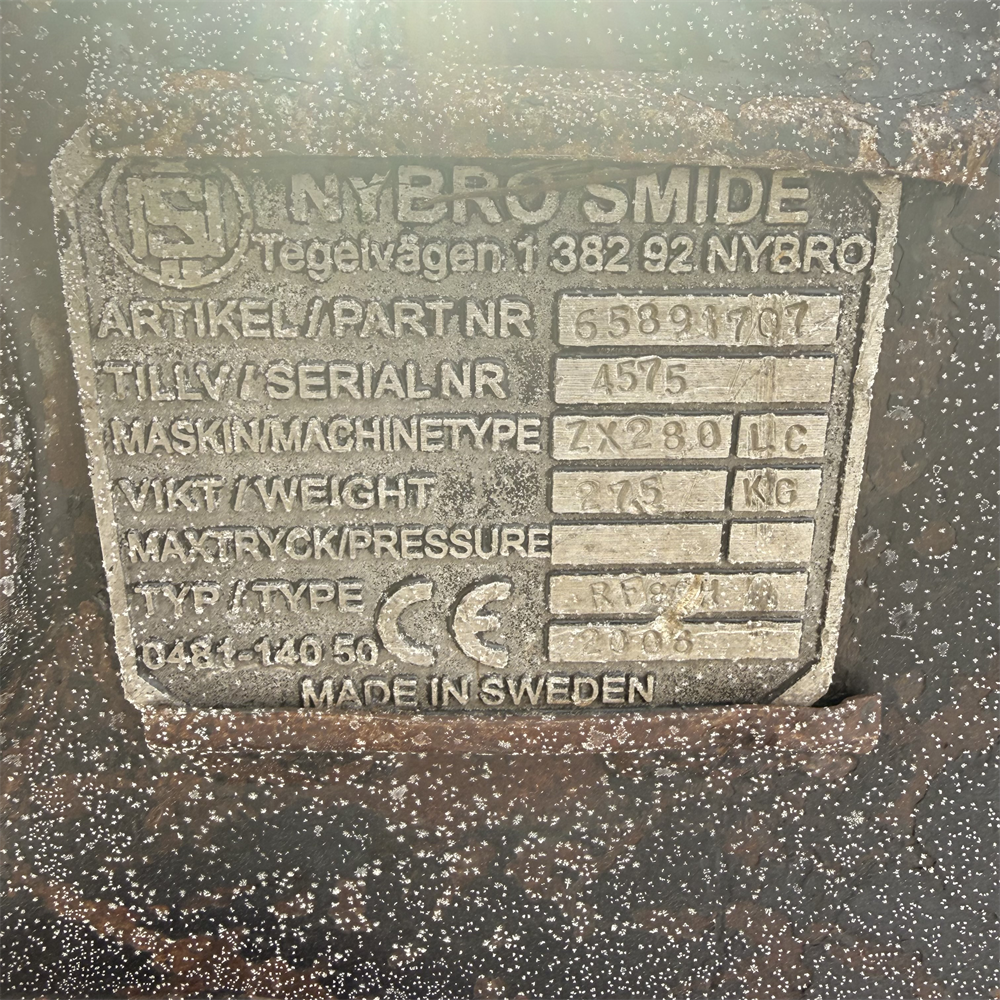 NYBRO SMIDE
Tegelvägen 1 382 92 NYBRO
ARTIKEL/PART NR 65891707
TILLV/SERIAL NR 4575
MASKIN/MACHINETYPE ZX280 LC
VIKT/WEIGHT 275 KG
MAXTRYCK/PRESSURE
TYP/TYPE
0481-140 50 CE 2008
MADE IN SWEDEN